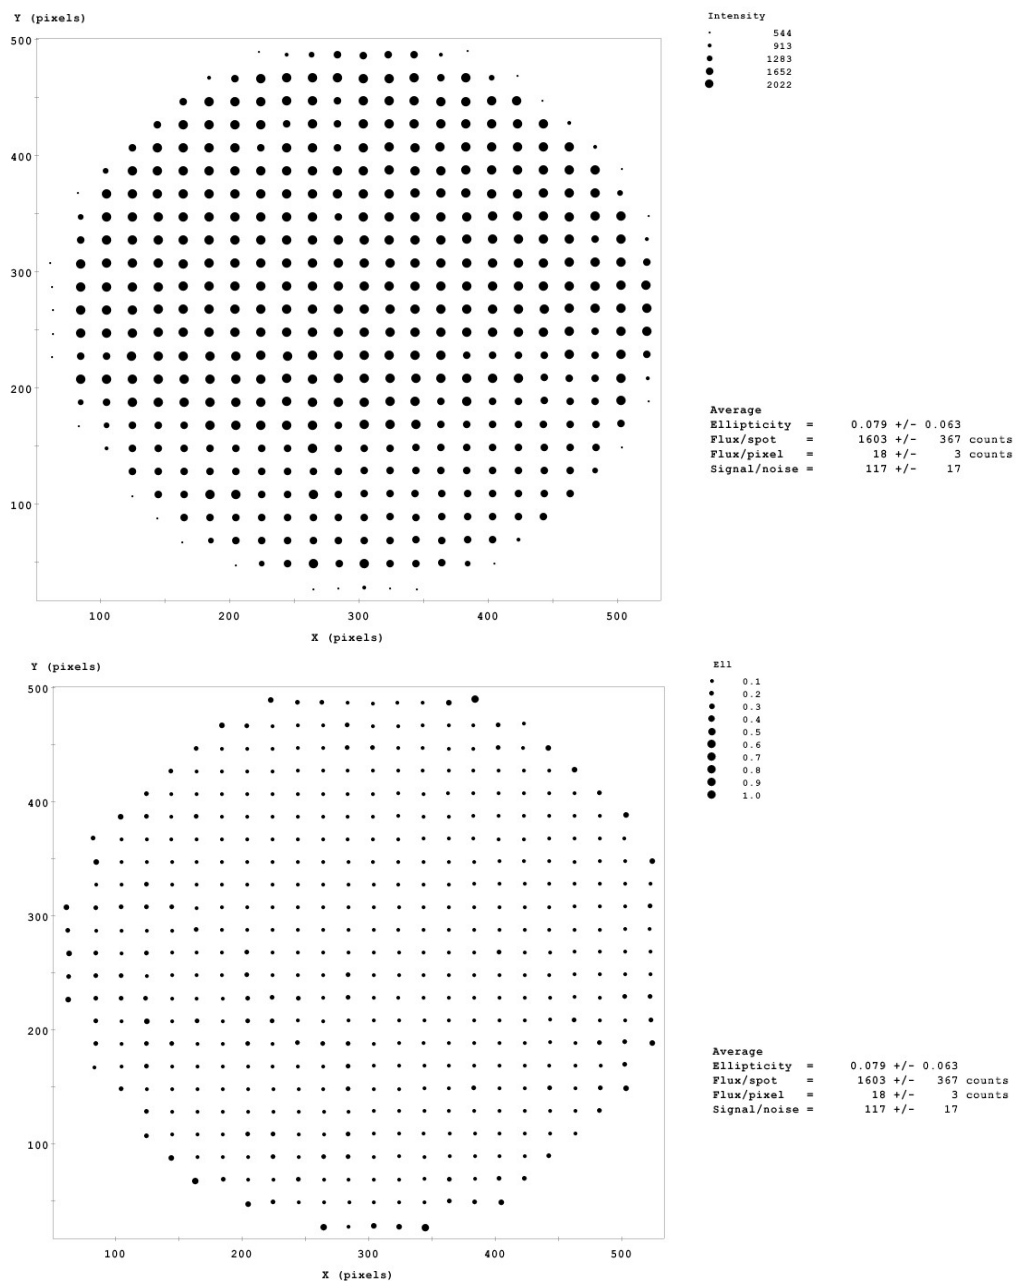 Y (pixels)
500
400
300
200
100
100 200 300 400 500
X (pixels)
Intensity
544
913
1283
1652
2022
Average
Ellipticity = 0.079 +/- 0.063
Flux/spot = 1603 +/- 367 counts
Flux/pixel = 18 +/- 3 counts
Signal/noise = 117 +/- 17
Y (pixels)
500
400
300
200
100
100 200 300 400 500
X (pixels)
Ell
0.1
0.2
0.3
0.4
0.5
0.6
0.7
0.8
0.9
1.0
Average
Ellipticity = 0.079 +/- 0.063
Flux/spot = 1603 +/- 367 counts
Flux/pixel = 18 +/- 3 counts
Signal/noise = 117 +/- 17